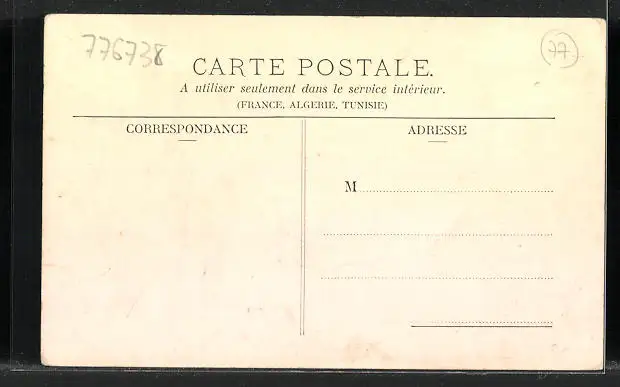 776738
77
CARTE POSTALE.
A utiliser seulement dans le service intérieur.
(FRANCE, ALGERIE, TUNISIE)
CORRESPONDANCE
ADRESSE
M